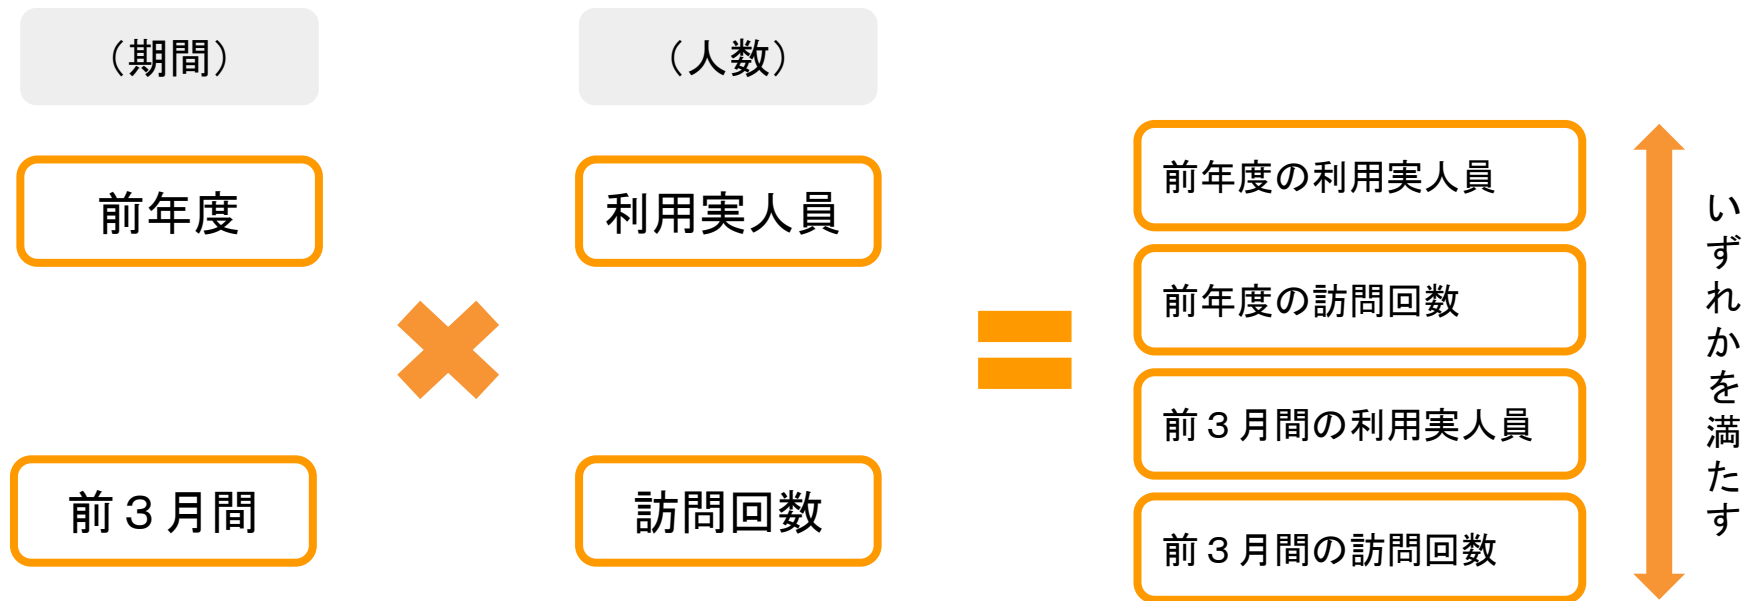 （期間）
（人数）
前年度
利用実人員
前３月間
訪問回数
前年度の利用実人員
前年度の訪問回数
前３月間の利用実人員
前３月間の訪問回数
いずれかを満たす